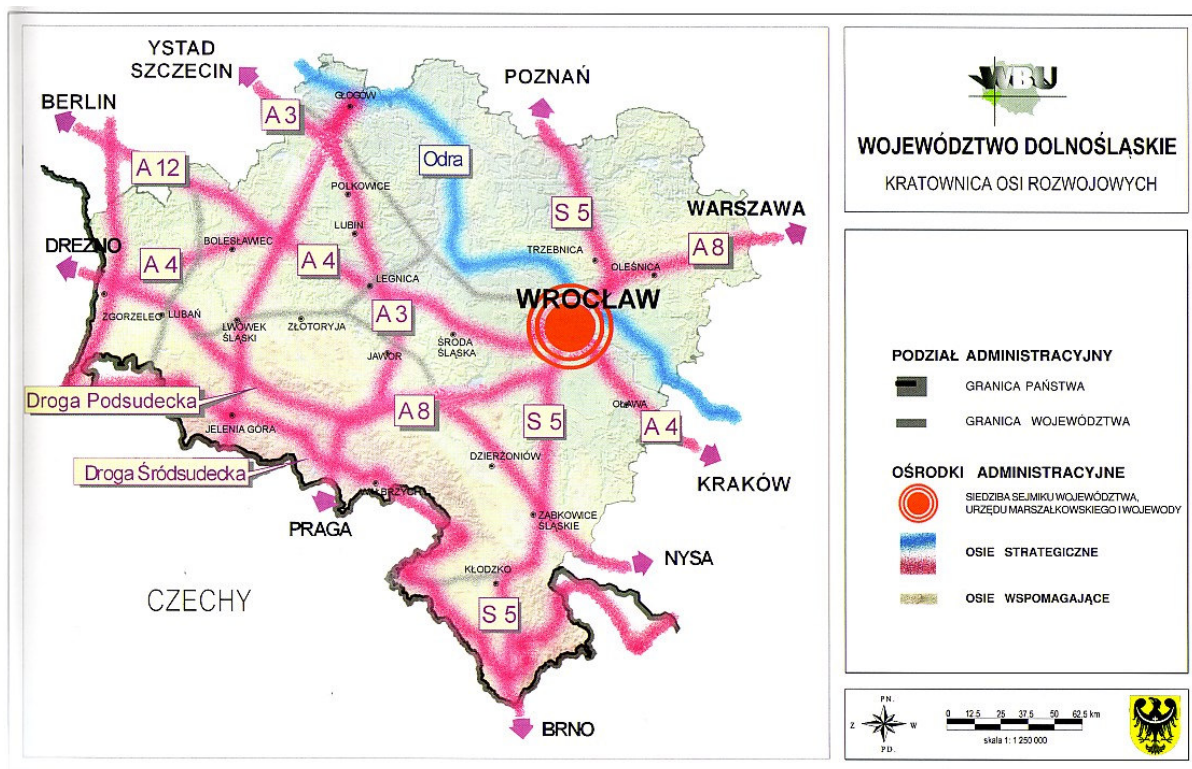 YSTAD
SZCZECIN
POZNAŃ
BERLIN
GŁOGÓW
A 3
Odra
A 12
POLKOWICE
S 5
WARSZAWA
LUBIN
TRZEBNICA
A 8
DREZNO
BOLESŁAWIEC
A 4
A 4
OLEŚNICA
LEGNICA
WROCŁAW
ZGORZELEC
LUBAŃ
LWÓWEK
ŚLĄSKI
ZŁOTORYJA
A 3
ŚRODA
ŚLĄSKA
JAWOR
Droga Podsudecka
A 8
S 5
OŁAWA
A 4
JELENIA GÓRA
DZIERŻONIÓW
Droga Śródsudecka
KRAKÓW
PRAGA
ZĄBKOWICE
ŚLĄSKIE
NYSA
KŁODZKO
CZECHY
S 5
BRNO
WBU
WOJEWÓDZTWO DOLNOŚLĄSKIE
KRATOWNICA OSI ROZWOJOWYCH
PODZIAŁ ADMINISTRACYJNY
GRANICA PAŃSTWA
GRANICA WOJEWÓDZTWA
OŚRODKI ADMINISTRACYJNE
SIEDZIBA SEJMIKU WOJEWÓDZTWA,
URZĘDU MARSZAŁKOWSKIEGO I WOJEWODY
OSIE STRATEGICZNE
OSIE WSPOMAGAJĄCE
PN.
Z W
PD.
0 12.5 25 37.5 50 62.5 km
skala 1: 1 250 000